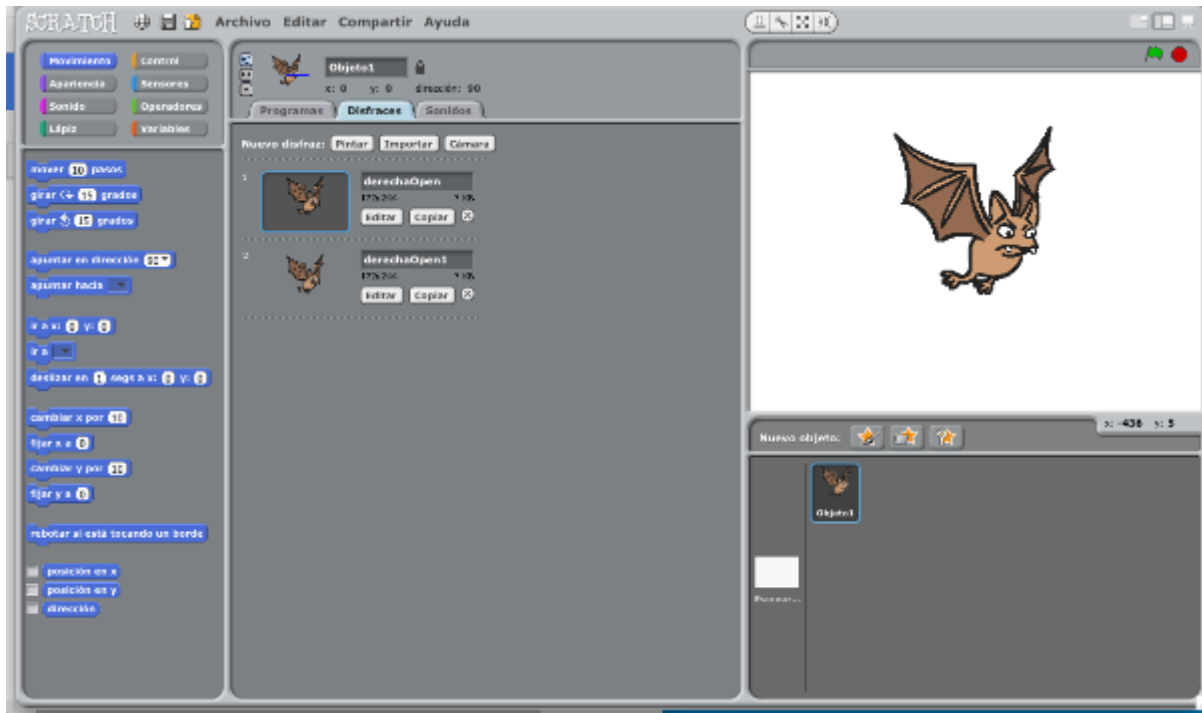 SCRATCH Archivo Editar Compartir Ayuda
Movimiento Control
Apariencia Sensores
Sonido Operadores
Lápiz Variables
mover 10 pasos
girar 15 grados
girar 15 grados
apuntar en dirección 90
apuntar hacia
ir a x: 0 y: 0
ir a
deslizar en 1 segs a x: 0 y: 0
cambiar x por 10
fijar x a 0
cambiar y por 10
fijar y a 0
rebotar si está tocando un borde
posición en x
posición en y
dirección
Objeto1
x: 0 y: 0 dirección: 90
Programas Disfraces Sonidos
Nuevo disfraz: Pintar Importar Cámara
1 derechaOpen
Editar Copiar
2 derechaOpen1
Editar Copiar
x: -436 y: 5
Nuevo objeto:
Objeto1